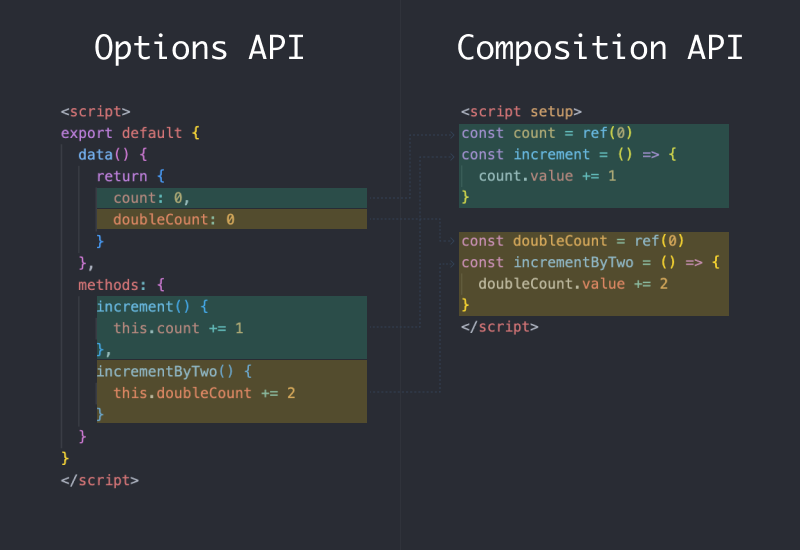 Options API
<script>
export default {
data() {
return {
count: 0,
doubleCount: 0
}
},
methods: {
increment() {
this.count += 1
},
incrementByTwo() {
this.doubleCount += 2
}
}
}
</script>
Composition API
<script setup>
const count = ref(0)
const increment = () => {
count.value += 1
}
const doubleCount = ref(0)
const incrementByTwo = () => {
doubleCount.value += 2
}
</script>